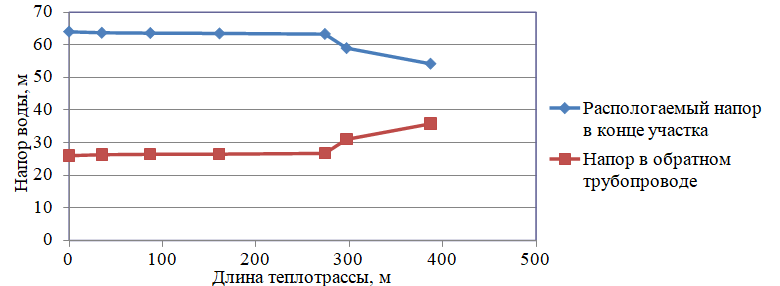 70
60
50
40
30
20
10
0
Напор воды, м
0 100 200 300 400 500
Длина теплотрассы, м
Распологаемый напор
в конце участка
Напор в обратном
трубопроводе